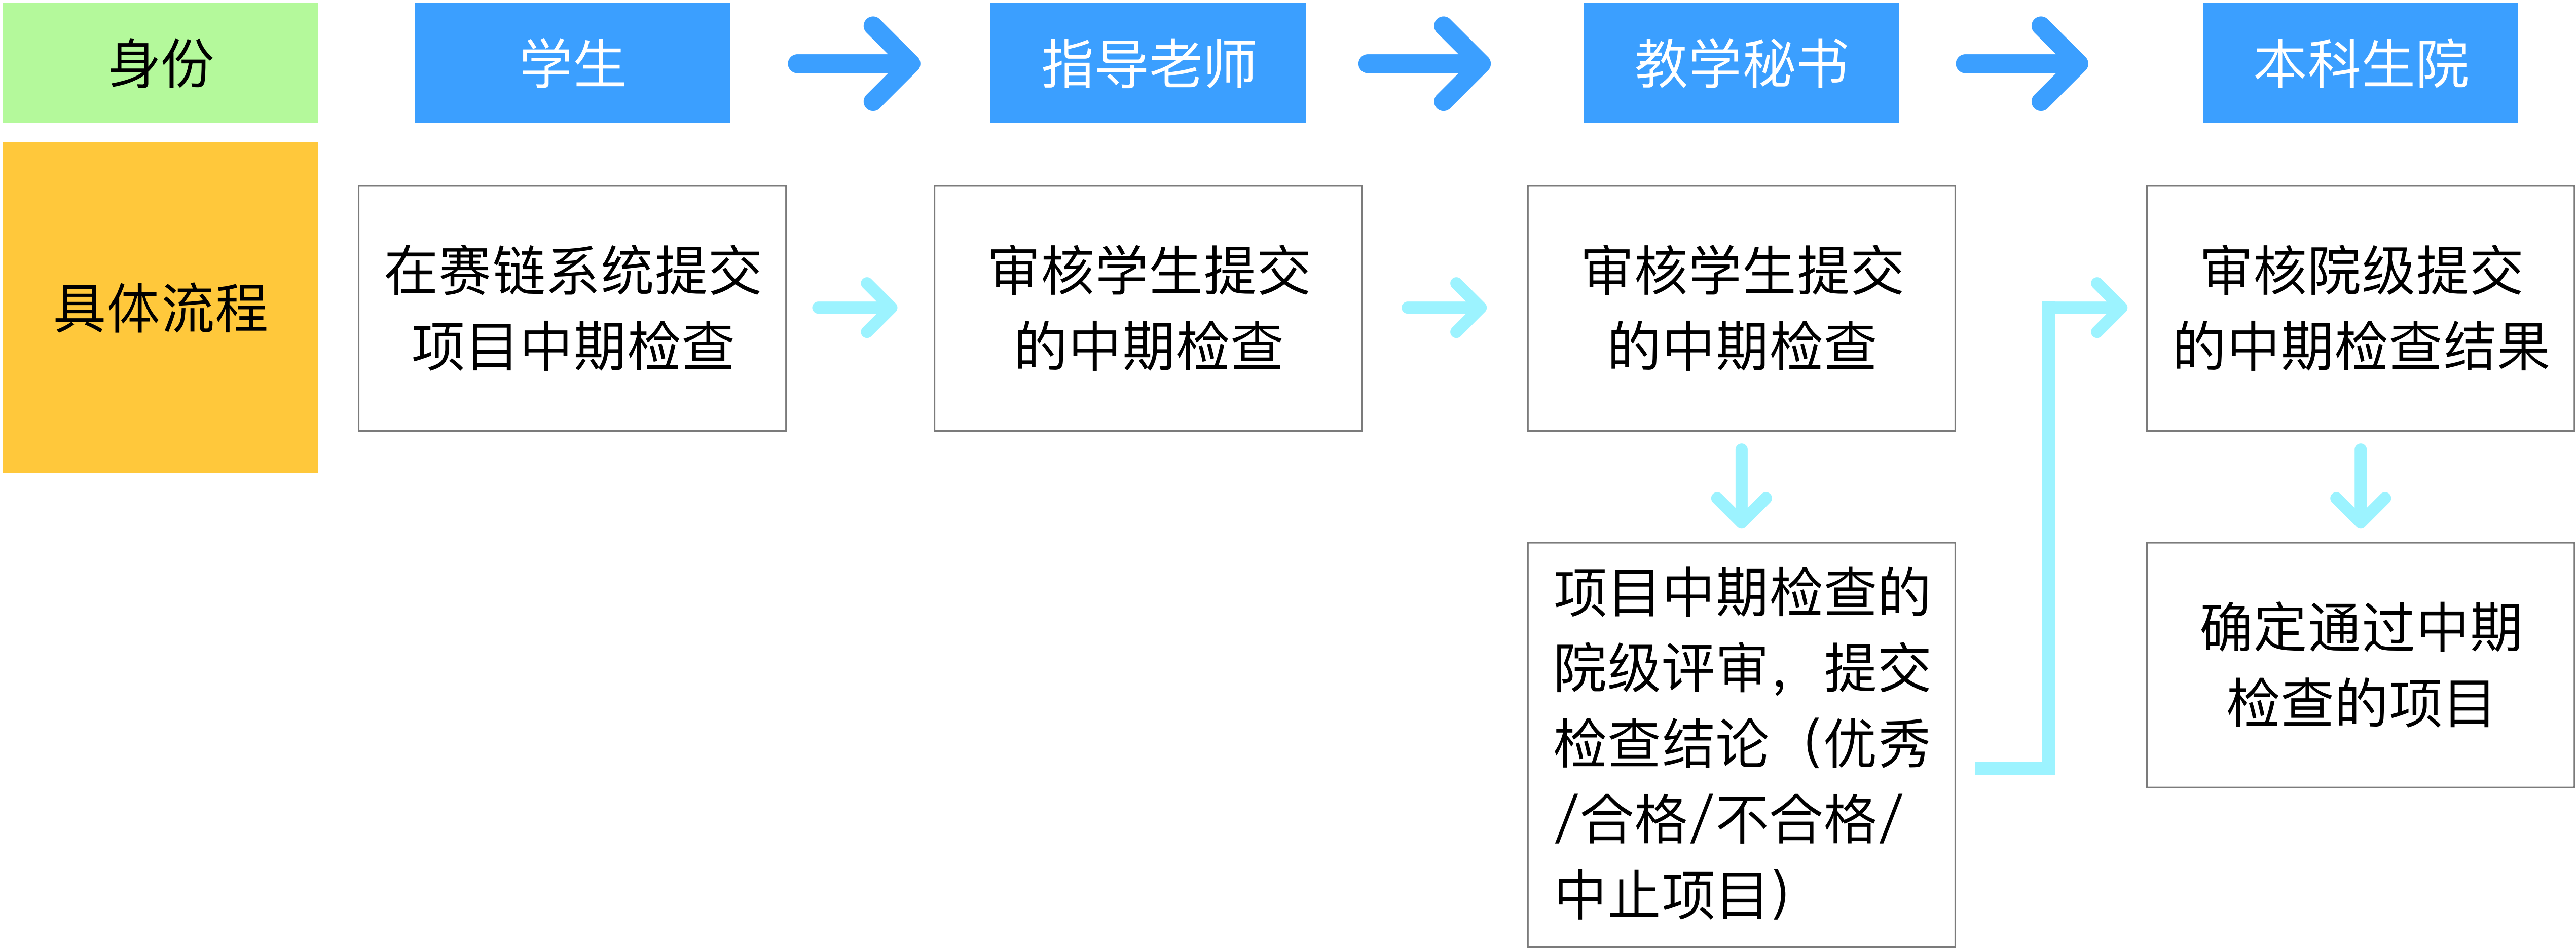 身份
学生
指导老师
教学秘书
本科生院
具体流程
在赛链系统提交
项目中期检查
审核学生提交
的中期检查
审核学生提交
的中期检查
项目中期检查的
院级评审，提交
检查结论（优秀
/合格/不合格/
中止项目）
审核院级提交
的中期检查结果
确定通过中期
检查的项目